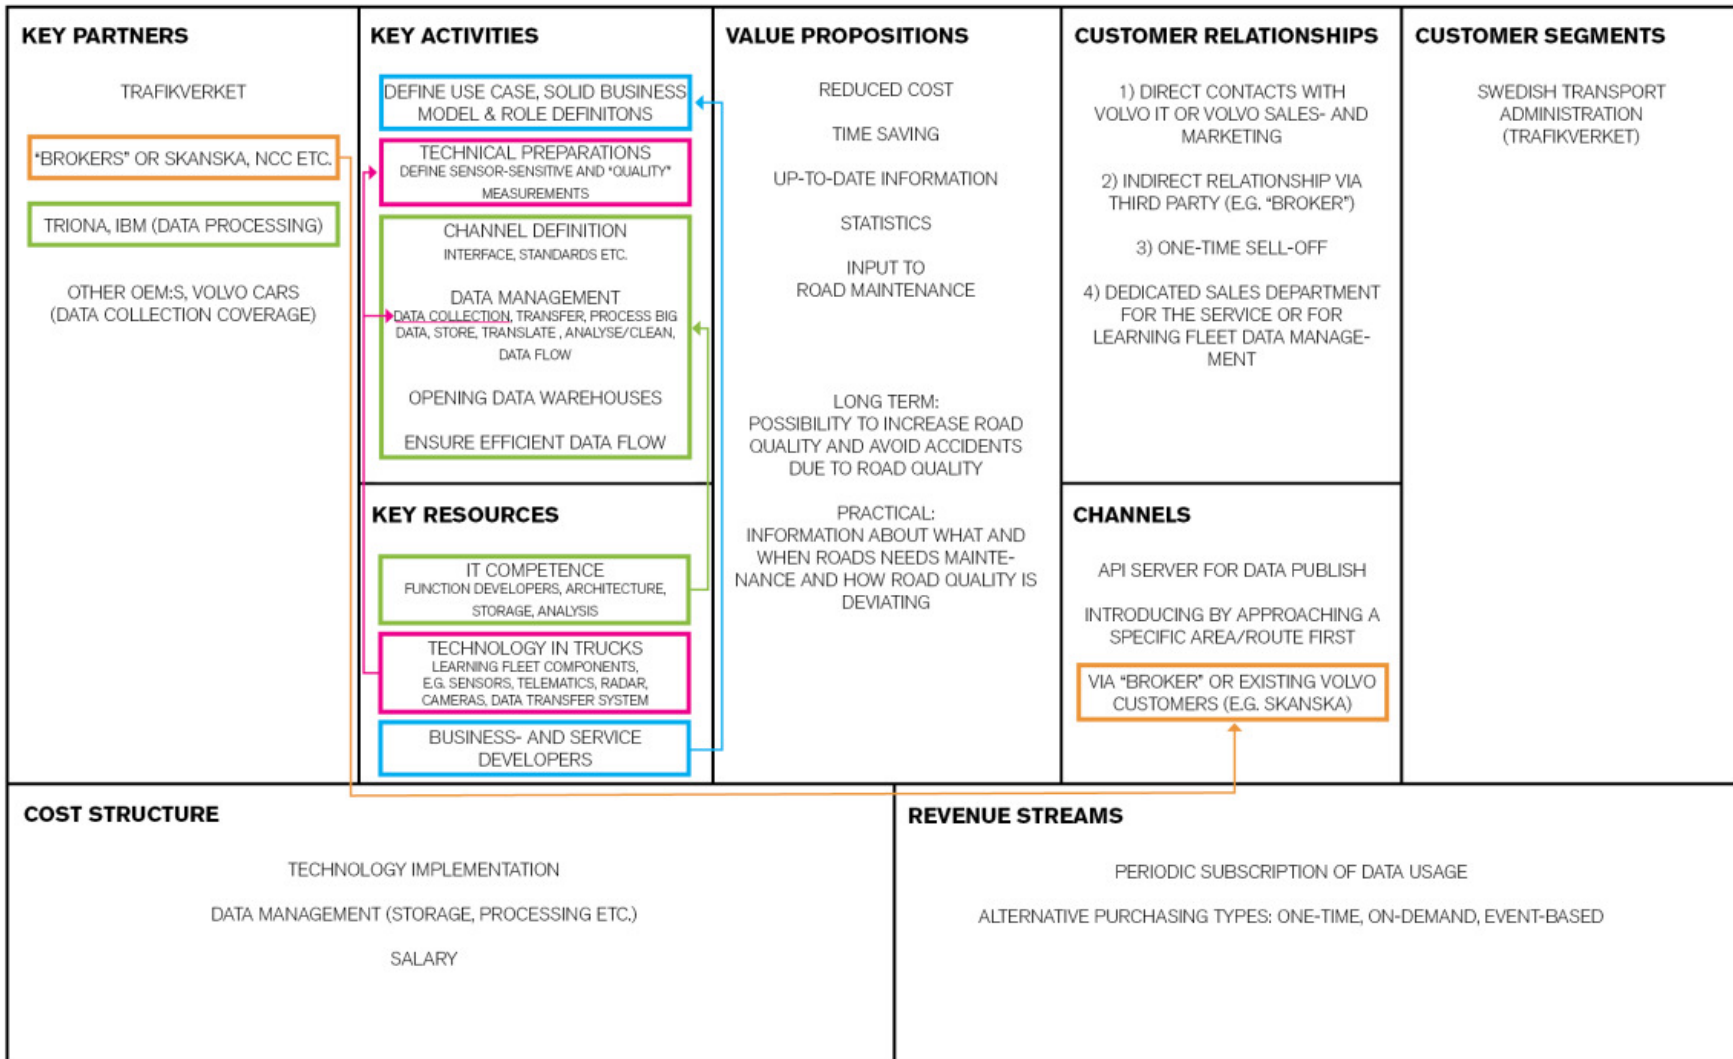 KEY PARTNERS
TRAFIKVERKET
"BROKERS" OR SKANSKA, NCC ETC.
TRIONA, IBM (DATA PROCESSING)
OTHER OEM:S, VOLVO CARS
(DATA COLLECTION COVERAGE)
KEY ACTIVITIES
DEFINE USE CASE, SOLID BUSINESS
MODEL & ROLE DEFINITONS
TECHNICAL PREPARATIONS
DEFINE SENSOR-SENSITIVE AND "QUALITY"
MEASUREMENTS
CHANNEL DEFINITION
INTERFACE, STANDARDS ETC.
DATA MANAGEMENT
DATA COLLECTION, TRANSFER, PROCESS BIG
DATA, STORE, TRANSLATE , ANALYSE/CLEAN,
DATA FLOW
OPENING DATA WAREHOUSES
ENSURE EFFICIENT DATA FLOW
KEY RESOURCES
IT COMPETENCE
FUNCTION DEVELOPERS, ARCHITECTURE,
STORAGE, ANALYSIS
TECHNOLOGY IN TRUCKS
LEARNING FLEET COMPONENTS,
E.G. SENSORS, TELEMATICS, RADAR,
CAMERAS, DATA TRANSFER SYSTEM
BUSINESS- AND SERVICE
DEVELOPERS
VALUE PROPOSITIONS
REDUCED COST
TIME SAVING
UP-TO-DATE INFORMATION
STATISTICS
INPUT TO
ROAD MAINTENANCE
LONG TERM:
POSSIBILITY TO INCREASE ROAD
QUALITY AND AVOID ACCIDENTS
DUE TO ROAD QUALITY
PRACTICAL:
INFORMATION ABOUT WHAT AND
WHEN ROADS NEEDS MAINTE-
NANCE AND HOW ROAD QUALITY IS
DEVIATING
CUSTOMER RELATIONSHIPS
1) DIRECT CONTACTS WITH
VOLVO IT OR VOLVO SALES- AND
MARKETING
2) INDIRECT RELATIONSHIP VIA
THIRD PARTY (E.G. "BROKER")
3) ONE-TIME SELL-OFF
4) DEDICATED SALES DEPARTMENT
FOR THE SERVICE OR FOR
LEARNING FLEET DATA MANAGE-
MENT
CHANNELS
API SERVER FOR DATA PUBLISH
INTRODUCING BY APPROACHING A
SPECIFIC AREA/ROUTE FIRST
VIA "BROKER" OR EXISTING VOLVO
CUSTOMERS (E.G. SKANSKA)
CUSTOMER SEGMENTS
SWEDISH TRANSPORT
ADMINISTRATION
(TRAFIKVERKET)
COST STRUCTURE
TECHNOLOGY IMPLEMENTATION
DATA MANAGEMENT (STORAGE, PROCESSING ETC.)
SALARY
REVENUE STREAMS
PERIODIC SUBSCRIPTION OF DATA USAGE
ALTERNATIVE PURCHASING TYPES: ONE-TIME, ON-DEMAND, EVENT-BASED